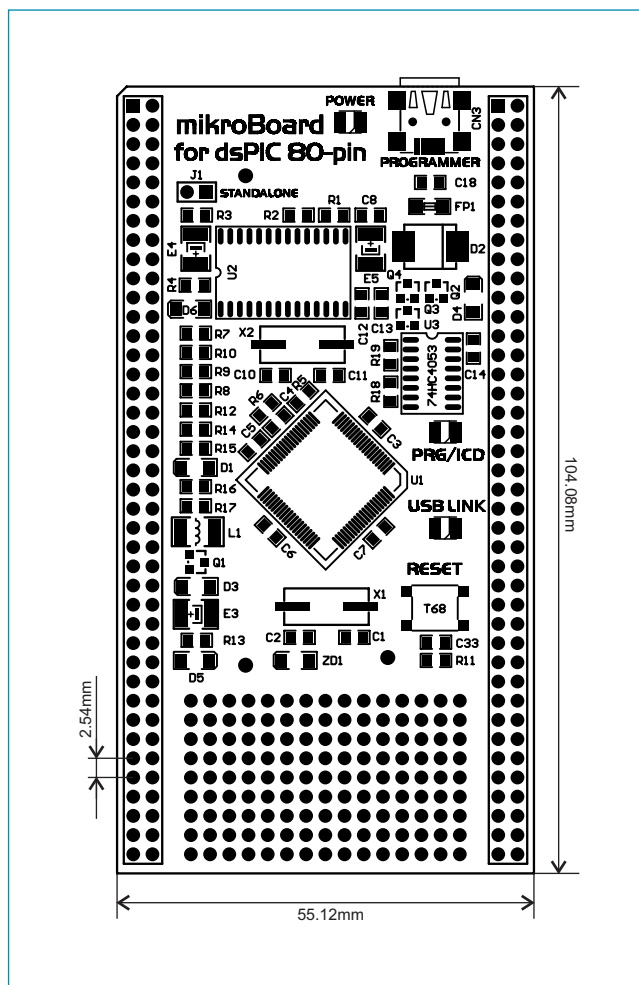 POWER
mikroBoard
for dsPIC 80-pin
CN3
PROGRAMMER
J1
STANDALONE
C18
FP1
R3
R2
R1
C8
E4
U2
E5
D2
R4
Q4
Q3
Q2
D6
C12
C13
U3
D4
R7
X2
R10
R19
74HC4053
C14
R9
C10
C11
R8
R18
R5
R6
C4
R12
C5
C3
R14
R15
PRG/ICD
D1
U1
R16
R17
USB LINK
L1
C6
C7
Q1
RESET
D3
X1
E3
T68
R13
C2
C1
C33
D5
ZD1
R11
2.54mm
104.08mm
55.12mm